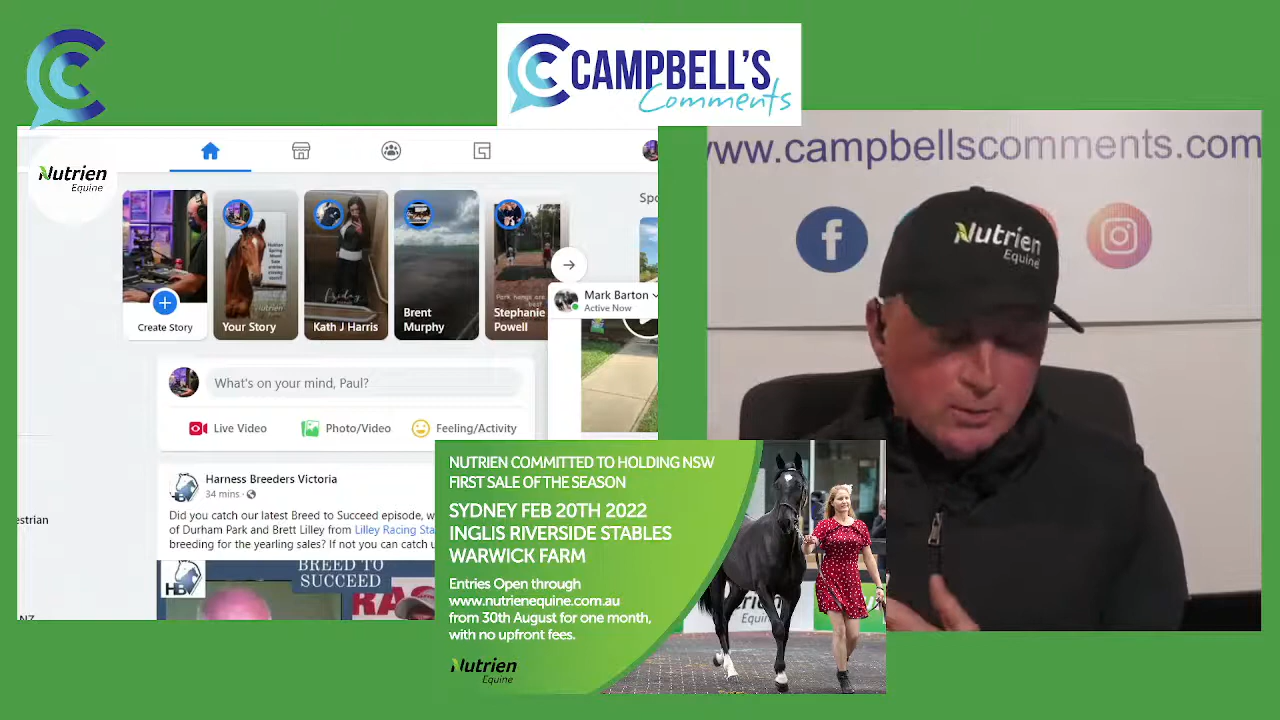 CAMPBELL'S
Comments
Nutrien
Equine
Create Story
Your Story
Friday
Kath J Harris
Brent
Murphy
Stephanie
Powell
Mark Barton
Active Now
What's on your mind, Paul?
Live Video
Photo/Video
Feeling/Activity
Harness Breeders Victoria
34 mins
Did you catch our latest Breed to Succeed episode, w
of Durham Park and Brett Lilley from Lilley Racing Sta
breeding for the yearling sales? If not you can catch
HB
BREED TO
SUCCEED
www.campbellscomments.com
Nutrien
Equine
NUTRIEN COMMITTED TO HOLDING NSW
FIRST SALE OF THE SEASON
SYDNEY FEB 20TH 2022
INGLIS RIVERSIDE STABLES
WARWICK FARM
Entries Open through
www.nutrienequine.com.au
from 30th August for one month,
with no upfront fees.
Nutrien
Equine